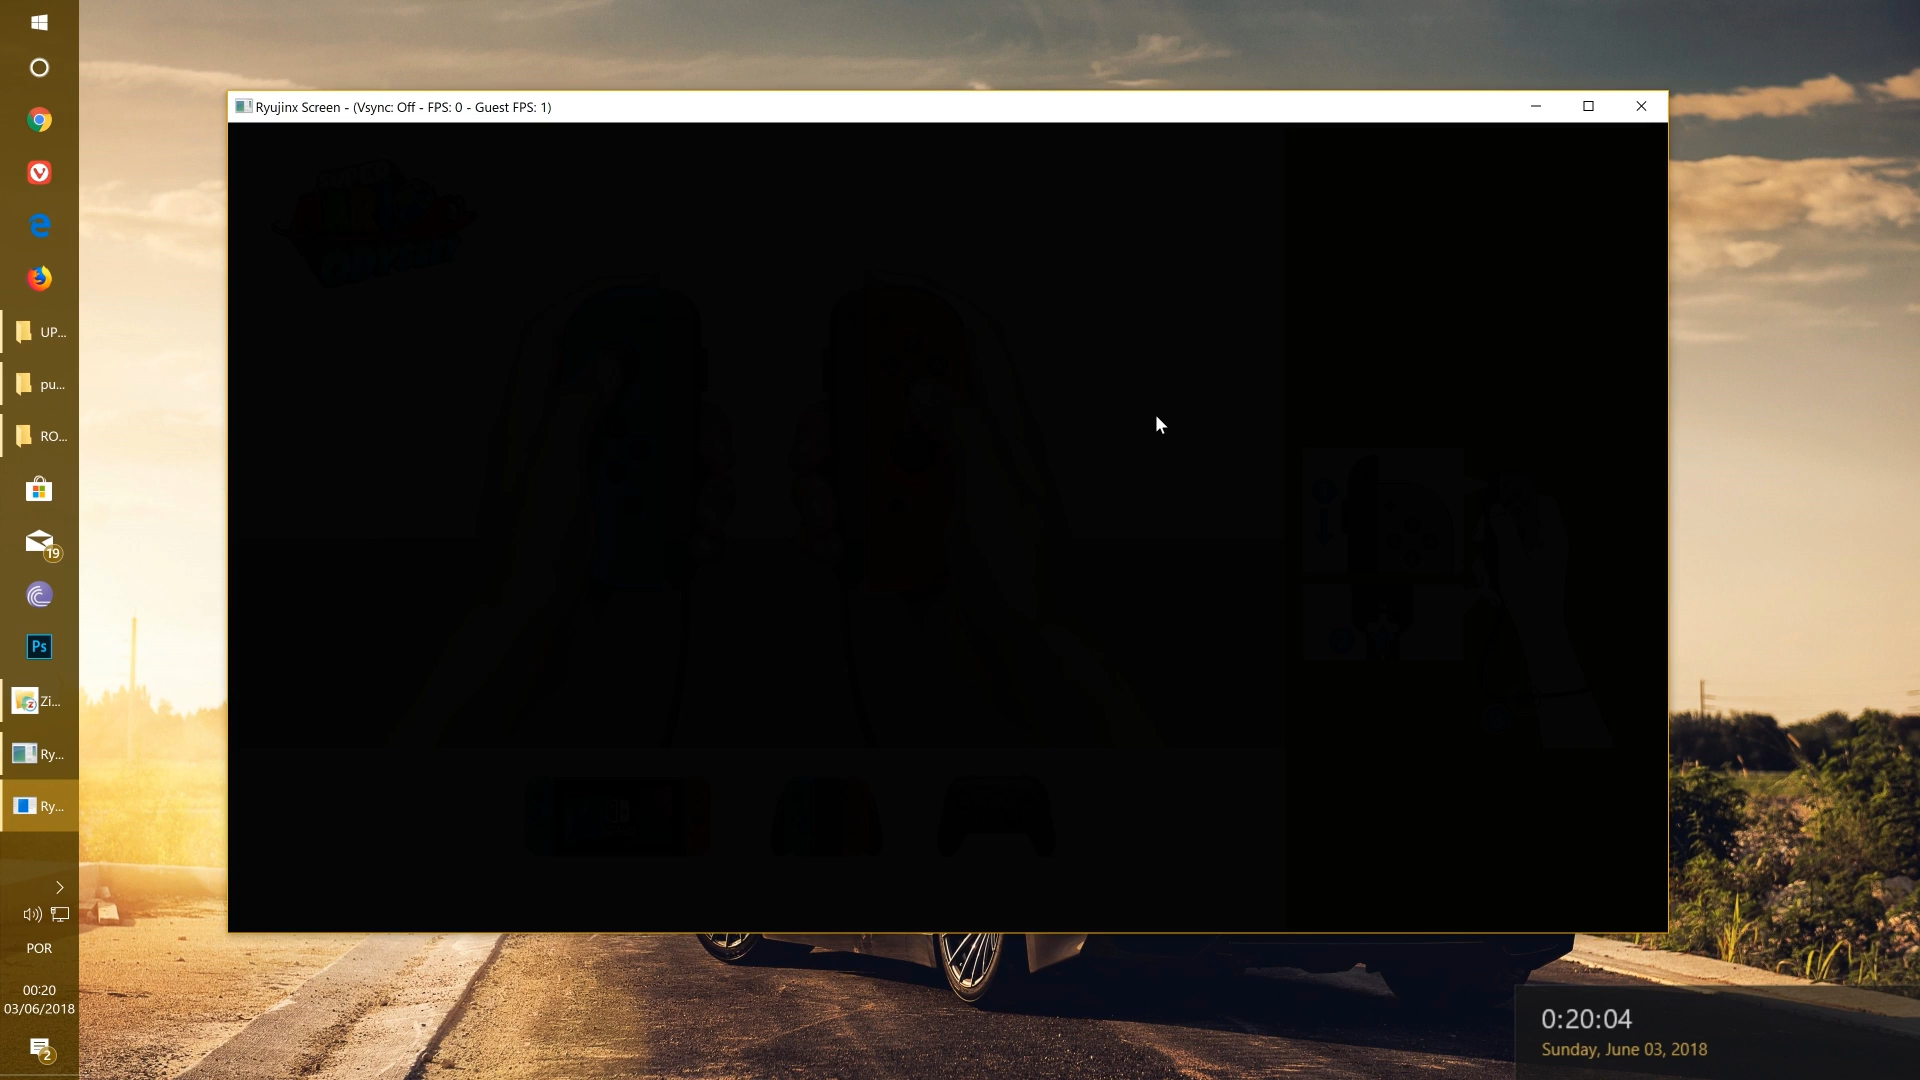 Ryujinx Screen - (Vsync: Off - FPS: 0 - Guest FPS: 1)
UP...
pu...
RO...
19
Ps
Zi...
Ry...
Ry...
POR
00:20
03/06/2018
2
0:20:04
Sunday, June 03, 2018